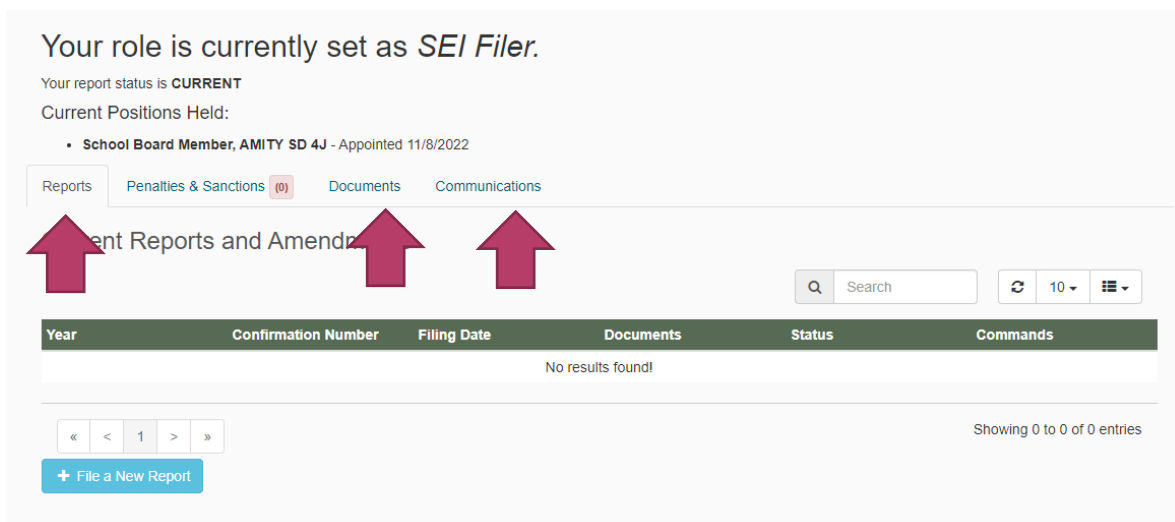 Your role is currently set as SEI Filer.
Your report status is CURRENT
Current Positions Held:
• School Board Member, AMITY SD 4J - Appointed 11/8/2022
Reports Penalties & Sanctions (0) Documents Communications
Reports and
Search 10
Year Confirmation Number Filing Date Documents Status Commands
No results found!
« < 1 > » Showing 0 to 0 of 0 entries
+ File a New Report